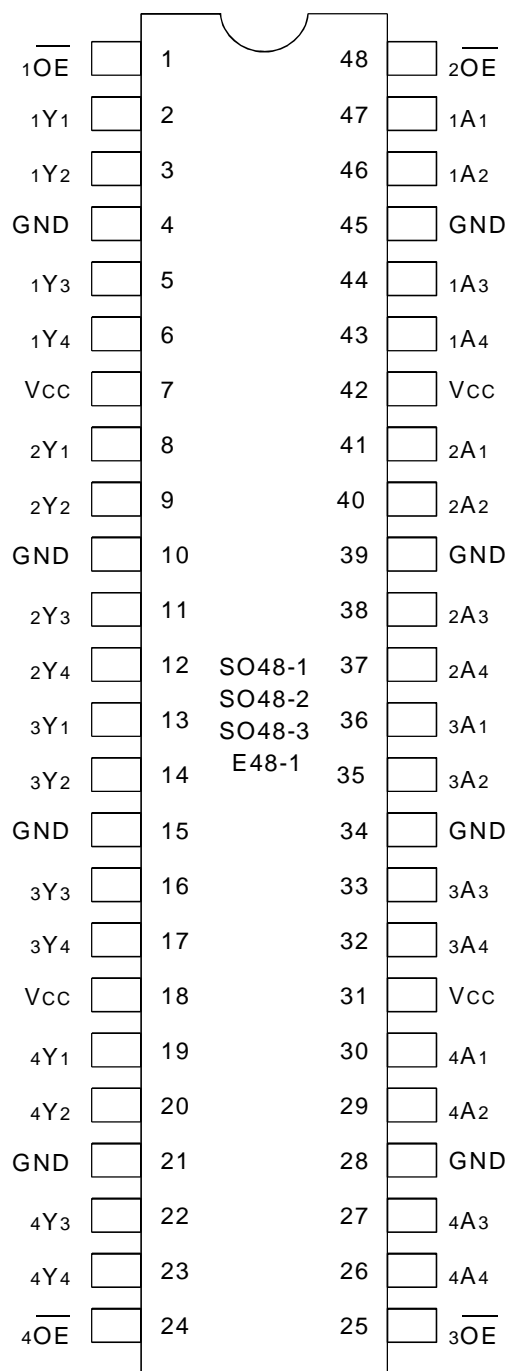 1O̅E̅ 1 48 2O̅E̅
1Y1 2 47 1A1
1Y2 3 46 1A2
GND 4 45 GND
1Y3 5 44 1A3
1Y4 6 43 1A4
VCC 7 42 VCC
2Y1 8 41 2A1
2Y2 9 40 2A2
GND 10 39 GND
2Y3 11 38 2A3
2Y4 12 SO48-1 37 2A4
SO48-2
3Y1 13 SO48-3 36 3A1
E48-1
3Y2 14 35 3A2
GND 15 34 GND
3Y3 16 33 3A3
3Y4 17 32 3A4
VCC 18 31 VCC
4Y1 19 30 4A1
4Y2 20 29 4A2
GND 21 28 GND
4Y3 22 27 4A3
4Y4 23 26 4A4
4O̅E̅ 24 25 3O̅E̅